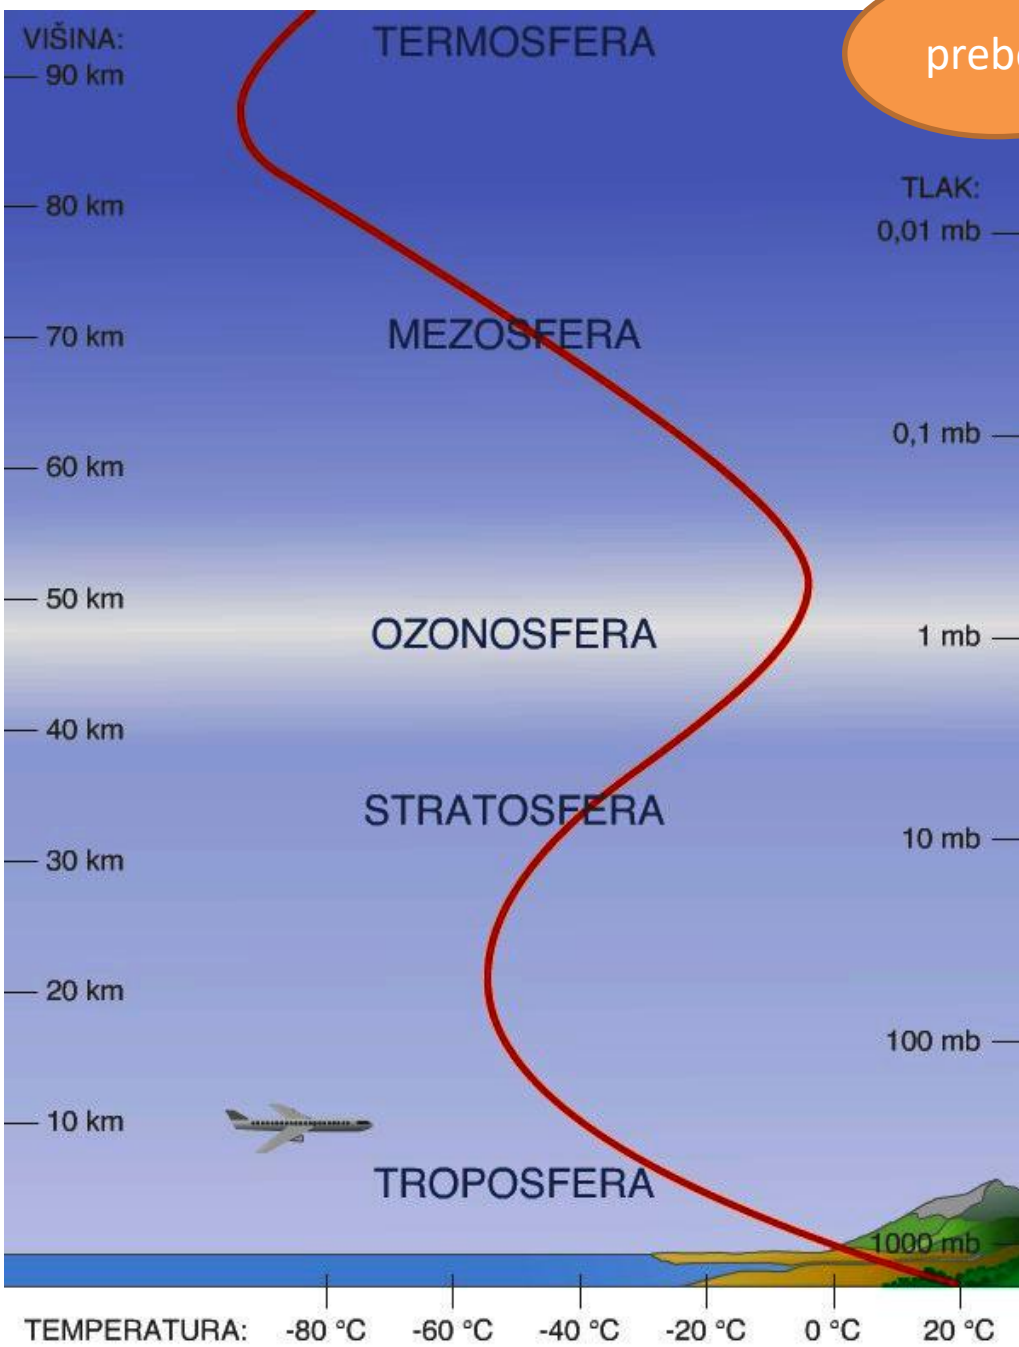 VIŠINA:
TERMOSFERA
90 km
TLAK:
80 km
0,01 mb
MEZOSFERA
70 km
0,1 mb
60 km
50 km
OZONOSFERA
1 mb
40 km
STRATOSFERA
10 mb
30 km
20 km
100 mb
10 km
TROPOSFERA
1000 mb
TEMPERATURA: -80 °C -60 °C -40 °C -20 °C 0 °C 20 °C